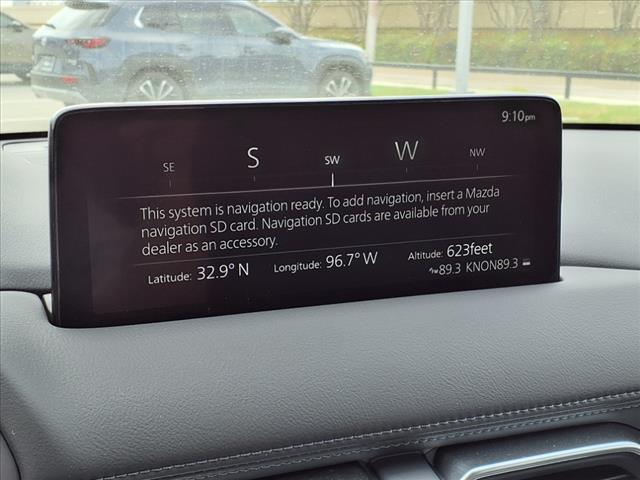 9:10pm
SE S SW W NW
This system is navigation ready. To add navigation, insert a Mazda
navigation SD card. Navigation SD cards are available from your
dealer as an accessory.
Latitude: 32.9° N Longitude: 96.7° W Altitude: 623feet
FM 89.3 KNON89.3